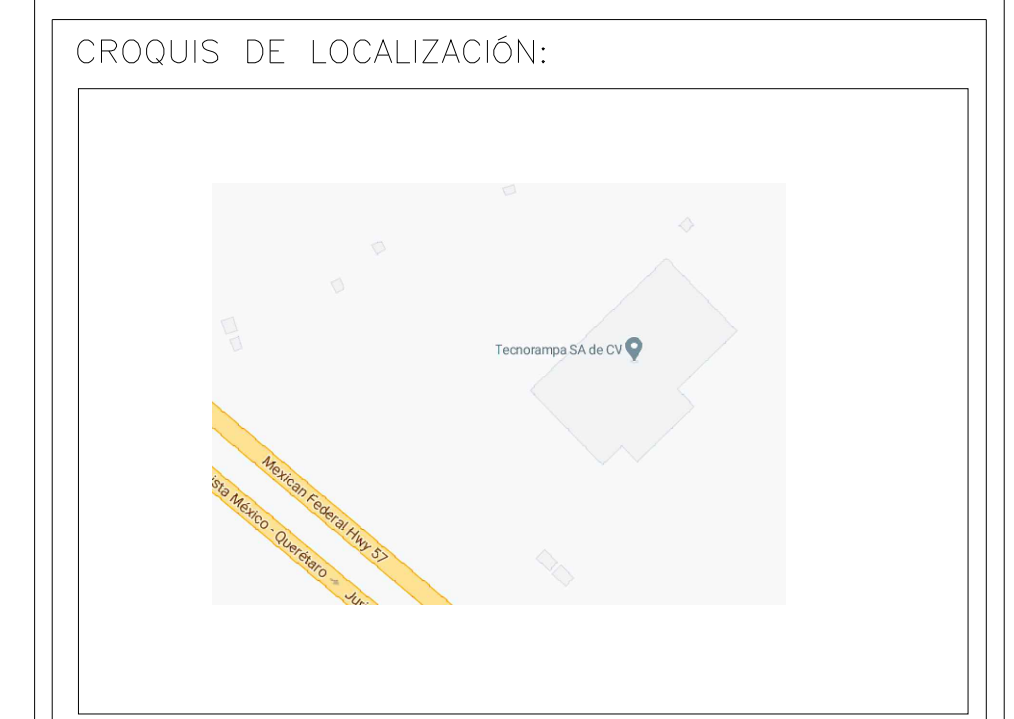 CROQUIS DE LOCALIZACIÓN:
Tecnorampa SA de CV
Mexican Federal Hwy 57
ista México - Querétaro